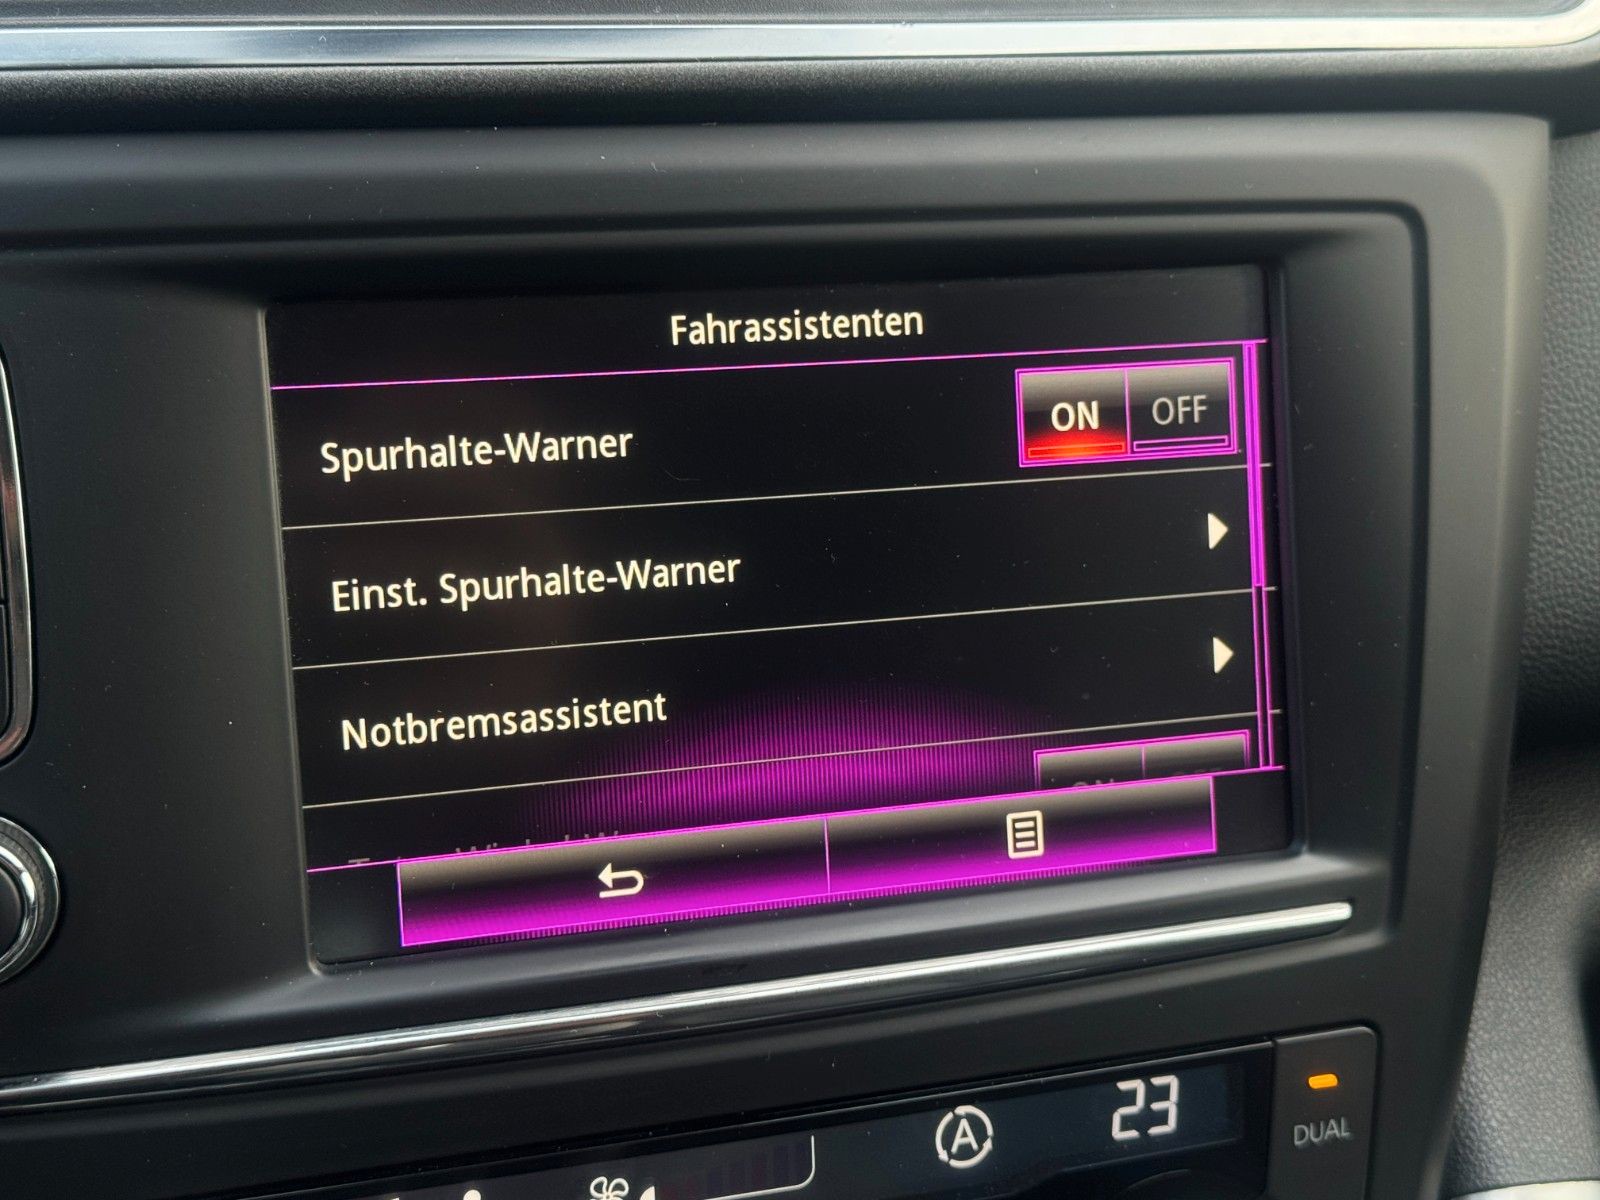 Fahrassistenten
Spurhalte-Warner
ON OFF
Einst. Spurhalte-Warner
Notbremsassistent
A
23
DUAL